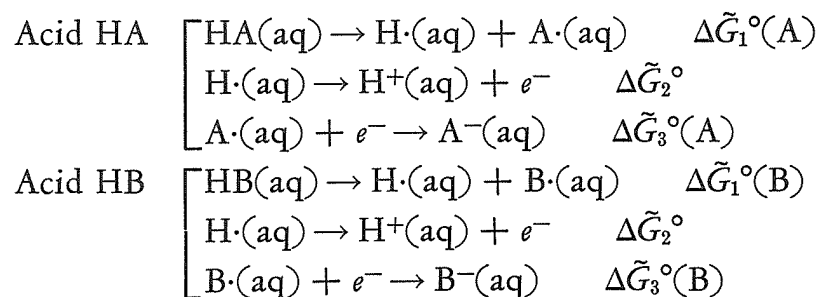 Acid HA HA(aq) → H·(aq) + A·(aq) ΔG̃₁°(A)
H·(aq) → H⁺(aq) + e⁻ ΔG̃₂°
A·(aq) + e⁻ → A⁻(aq) ΔG̃₃°(A)
Acid HB HB(aq) → H·(aq) + B·(aq) ΔG̃₁°(B)
H·(aq) → H⁺(aq) + e⁻ ΔG̃₂°
B·(aq) + e⁻ → B⁻(aq) ΔG̃₃°(B)